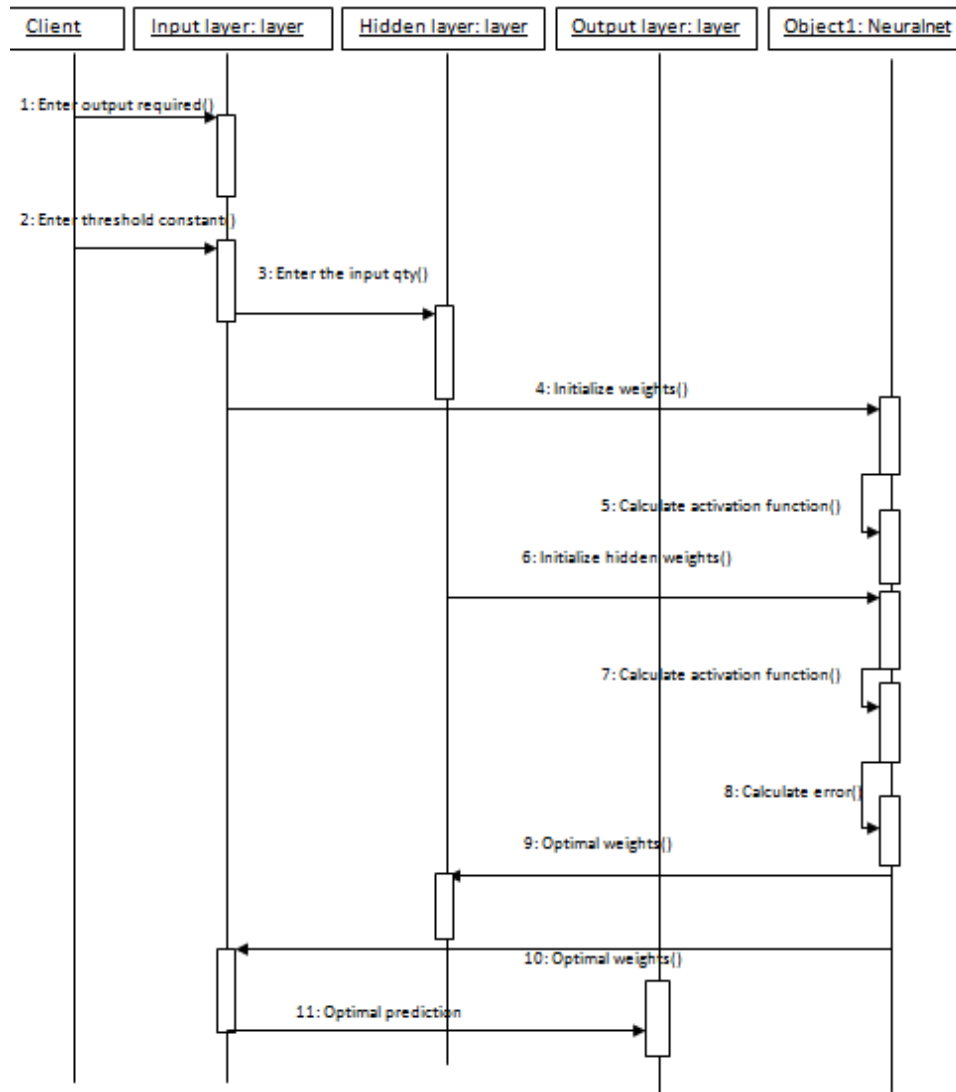 Client
Input layer: layer
Hidden layer: layer
Output layer: layer
Object1: Neuralnet
1: Enter output required()
2: Enter threshold constant()
3: Enter the input qty()
4: Initialize weights()
5: Calculate activation function()
6: Initialize hidden weights()
7: Calculate activation function()
8: Calculate error()
9: Optimal weights()
10: Optimal weights()
11: Optimal prediction